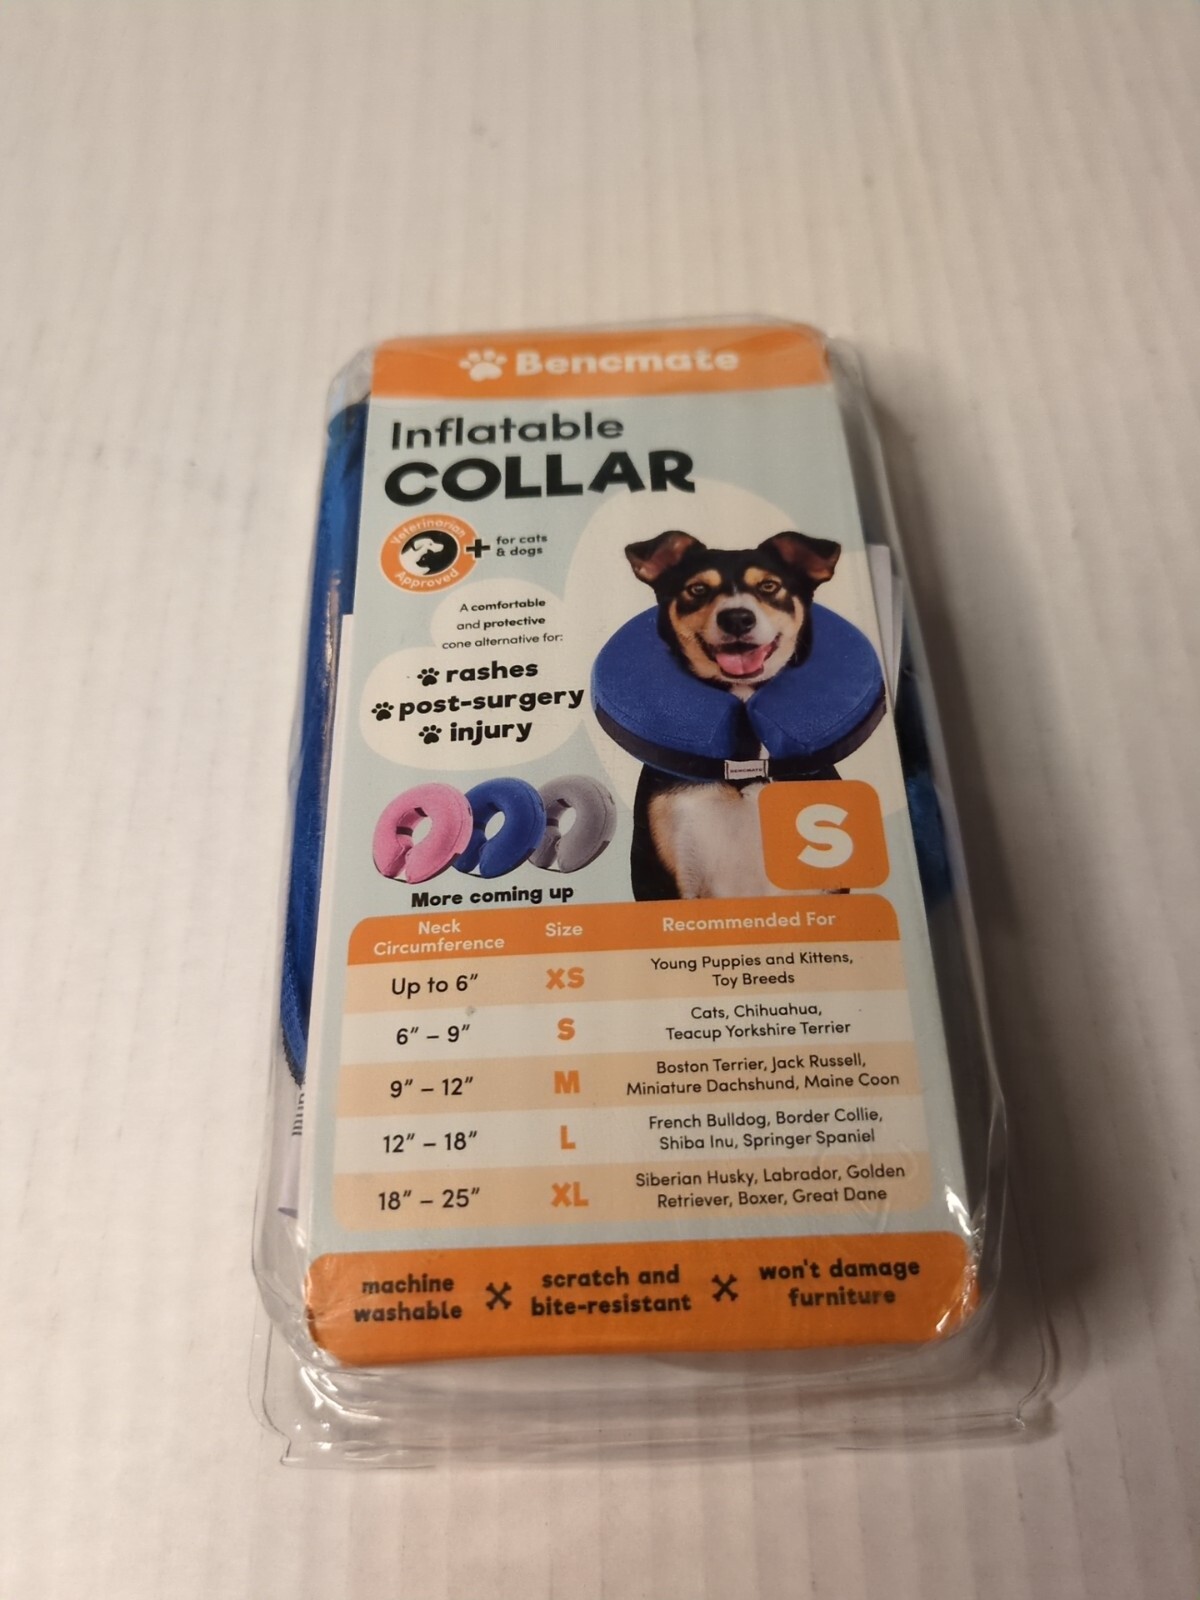 Bencmate
Inflatable
COLLAR
Veterinarian
Approved
+ for cats
& dogs
A comfortable
and protective
cone alternative for:
rashes
post-surgery
injury
BENCMATE
S
More coming up
Neck
Circumference
Size
Recommended For
Up to 6”
XS
Young Puppies and Kittens,
Toy Breeds
6” – 9”
S
Cats, Chihuahua,
Teacup Yorkshire Terrier
9” – 12”
M
Boston Terrier, Jack Russell,
Miniature Dachshund, Maine Coon
12” – 18”
L
French Bulldog, Border Collie,
Shiba Inu, Springer Spaniel
18” – 25”
XL
Siberian Husky, Labrador, Golden
Retriever, Boxer, Great Dane
machine
washable
scratch and
bite-resistant
won't damage
furniture